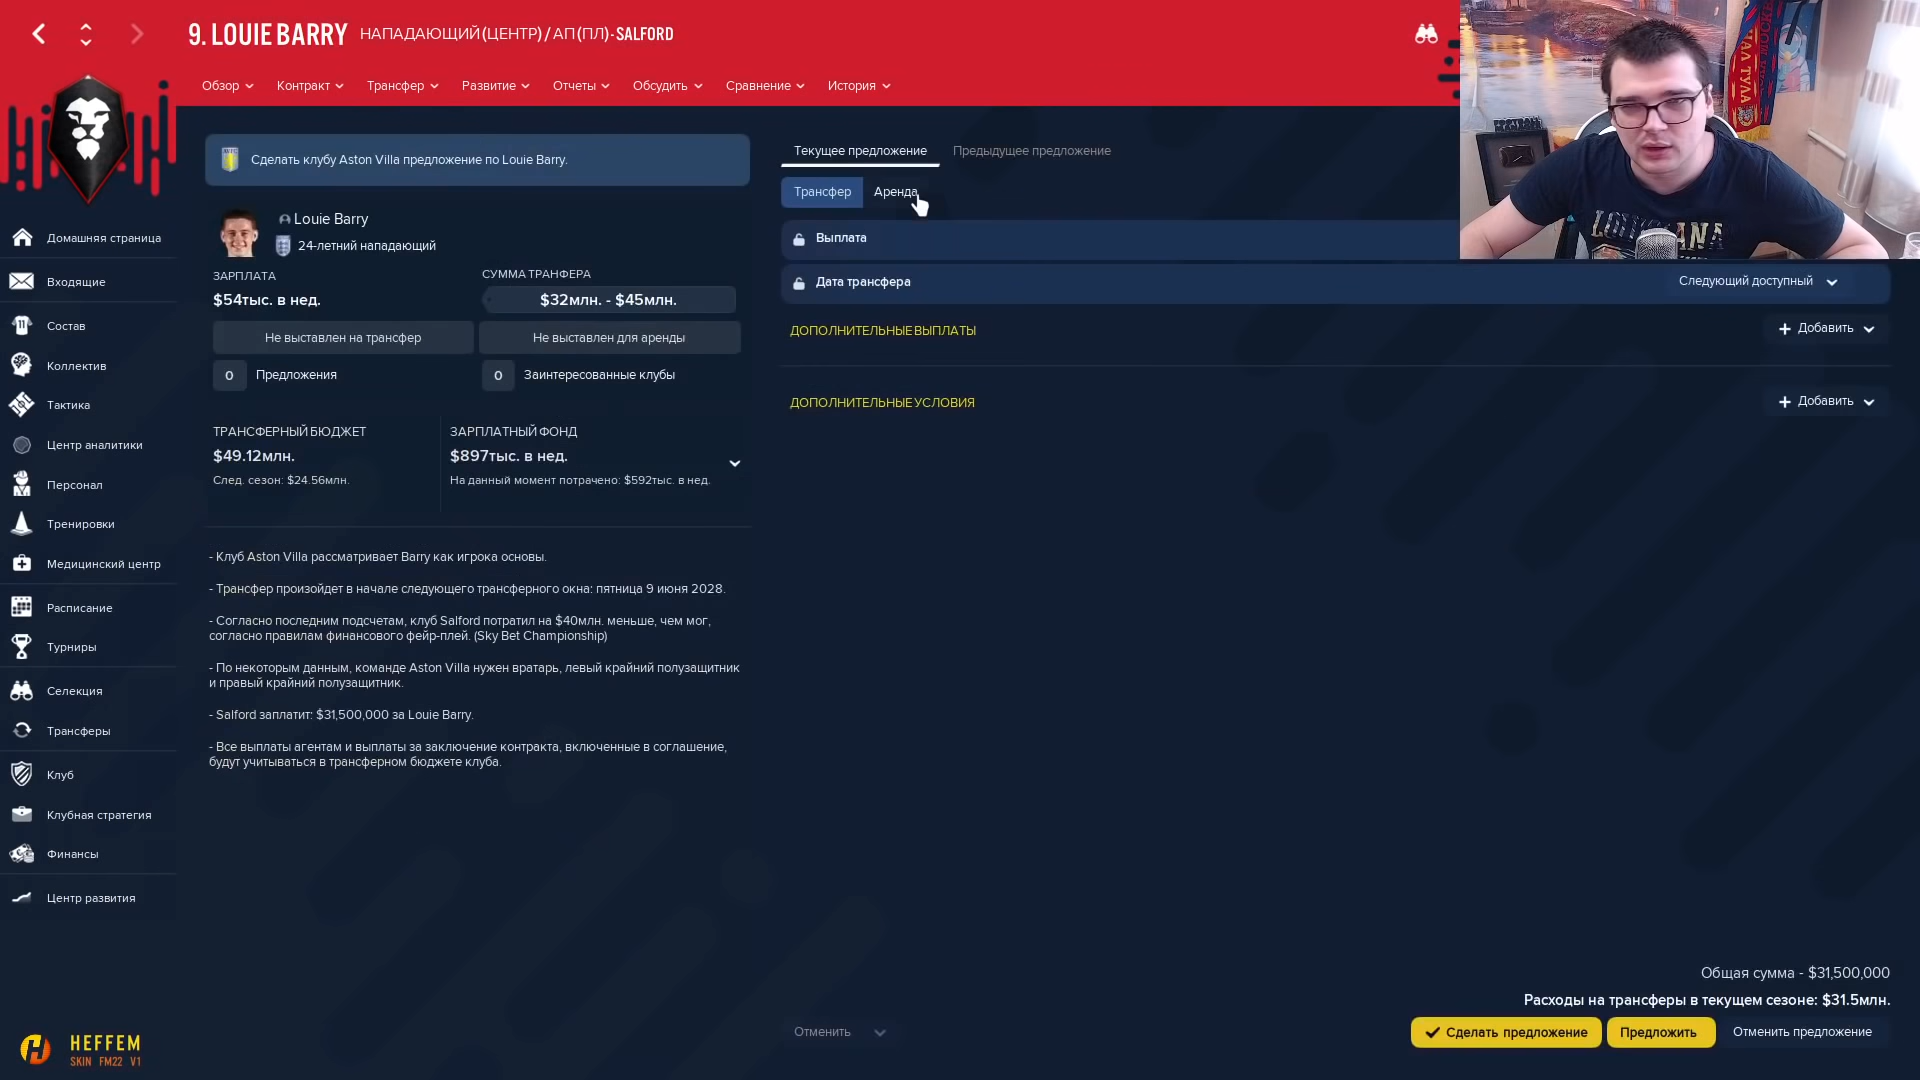 9. LOUIE BARRY НАПАДАЮЩИЙ (ЦЕНТР) / АП (ПЛ) - SALFORD
Обзор Контракт Трансфер Развитие Отчеты Обсудить Сравнение История
Домашняя страница
Входящие
Состав
Коллектив
Тактика
Центр аналитики
Персонал
Тренировки
Медицинский центр
Расписание
Турниры
Селекция
Трансферы
Клуб
Клубная стратегия
Финансы
Центр развития
HEFFEM
SKIN FM22 V1
Сделать клубу Aston Villa предложение по Louie Barry.
Louie Barry
24-летний нападающий
ЗАРПЛАТА
$54тыс. в нед.
СУММА ТРАНФЕРА
$32млн. - $45млн.
Не выставлен на трансфер
Не выставлен для аренды
0 Предложения
0 Заинтересованные клубы
ТРАНСФЕРНЫЙ БЮДЖЕТ
$49.12млн.
След. сезон: $24.56млн.
ЗАРПЛАТНЫЙ ФОНД
$897тыс. в нед.
На данный момент потрачено: $592тыс. в нед.
- Клуб Aston Villa рассматривает Barry как игрока основы.
- Трансфер произойдет в начале следующего трансферного окна: пятница 9 июня 2028.
- Согласно последним подсчетам, клуб Salford потратил на $40млн. меньше, чем мог,
согласно правилам финансового фейр-плей. (Sky Bet Championship)
- По некоторым данным, команде Aston Villa нужен вратарь, левый крайний полузащитник
и правый крайний полузащитник.
- Salford заплатит: $31,500,000 за Louie Barry.
- Все выплаты агентам и выплаты за заключение контракта, включенные в соглашение,
будут учитываться в трансферном бюджете клуба.
Текущее предложение Предыдущее предложение
Трансфер Аренда
Выплата
Дата трансфера Следующий доступный
ДОПОЛНИТЕЛЬНЫЕ ВЫПЛАТЫ + Добавить
ДОПОЛНИТЕЛЬНЫЕ УСЛОВИЯ + Добавить
Общая сумма - $31,500,000
Расходы на трансферы в текущем сезоне: $31.5млн.
Отменить
Сделать предложение Предложить Отменить предложение